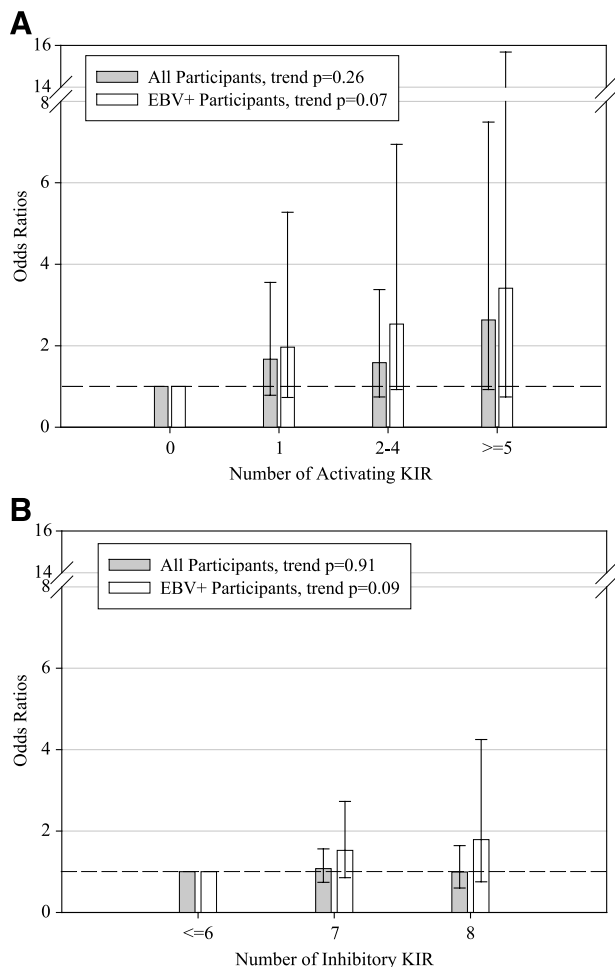 A
16
14
8
6
4
2
0
Odds Ratios
All Participants, trend p=0.26
EBV+ Participants, trend p=0.07
0 1 2-4 >=5
Number of Activating KIR
B
16
14
8
6
4
2
0
Odds Ratios
All Participants, trend p=0.91
EBV+ Participants, trend p=0.09
<=6 7 8
Number of Inhibitory KIR